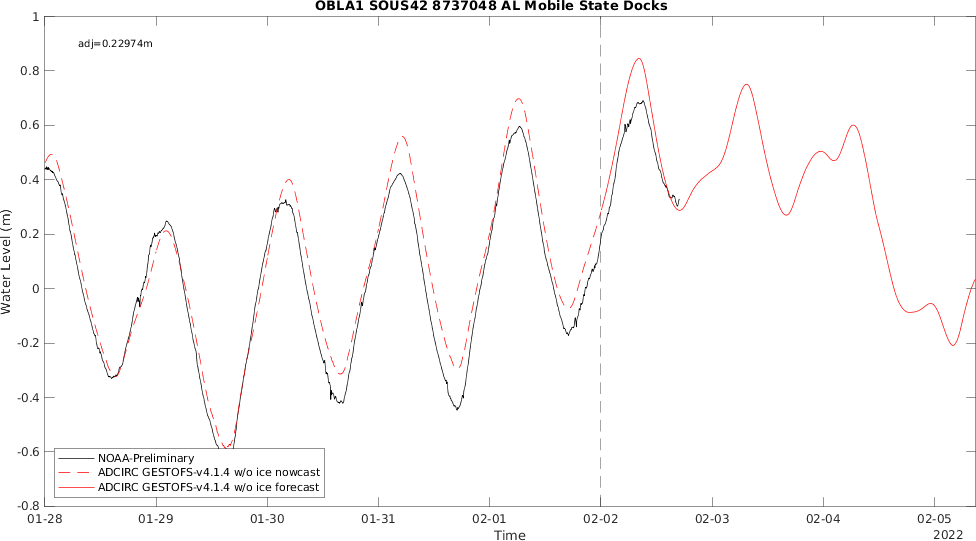 OBLA1 SOUS42 8737048 AL Mobile State Docks
adj=0.22974m
Water Level (m)
1
0.8
0.6
0.4
0.2
0
-0.2
-0.4
-0.6
-0.8
NOAA-Preliminary
ADCIRC GESTOFS-v4.1.4 w/o ice nowcast
ADCIRC GESTOFS-v4.1.4 w/o ice forecast
01-28 01-29 01-30 01-31 02-01 02-02 02-03 02-04 02-05
Time
2022